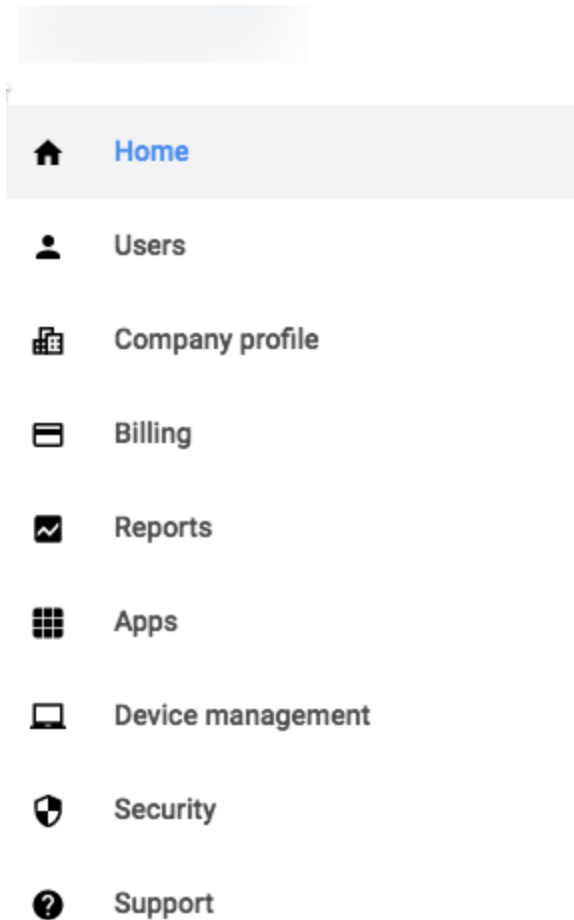 Home
Users
Company profile
Billing
Reports
Apps
Device management
Security
Support